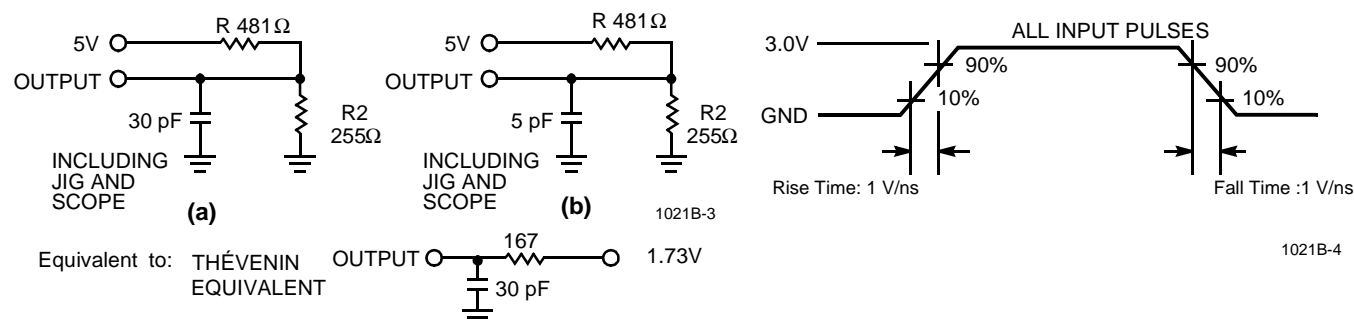 R 481Ω
5V
OUTPUT
30 pF
R2
255Ω
INCLUDING
JIG AND
SCOPE
(a)
R 481Ω
5V
OUTPUT
5 pF
R2
255Ω
INCLUDING
JIG AND
SCOPE
(b)
1021B-3
Equivalent to: THÉVENIN
EQUIVALENT
OUTPUT
167
1.73V
30 pF
ALL INPUT PULSES
3.0V
90%
10%
GND
90%
10%
Rise Time: 1 V/ns
Fall Time :1 V/ns
1021B-4